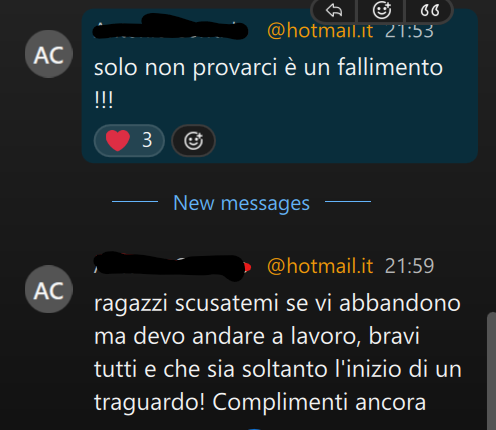 @hotmail.it 21:53
AC
solo non provarci è un fallimento
!!!
3
New messages
@hotmail.it 21:59
AC
ragazzi scusatemi se vi abbandono
ma devo andare a lavoro, bravi
tutti e che sia soltanto l'inizio di un
traguardo! Complimenti ancora